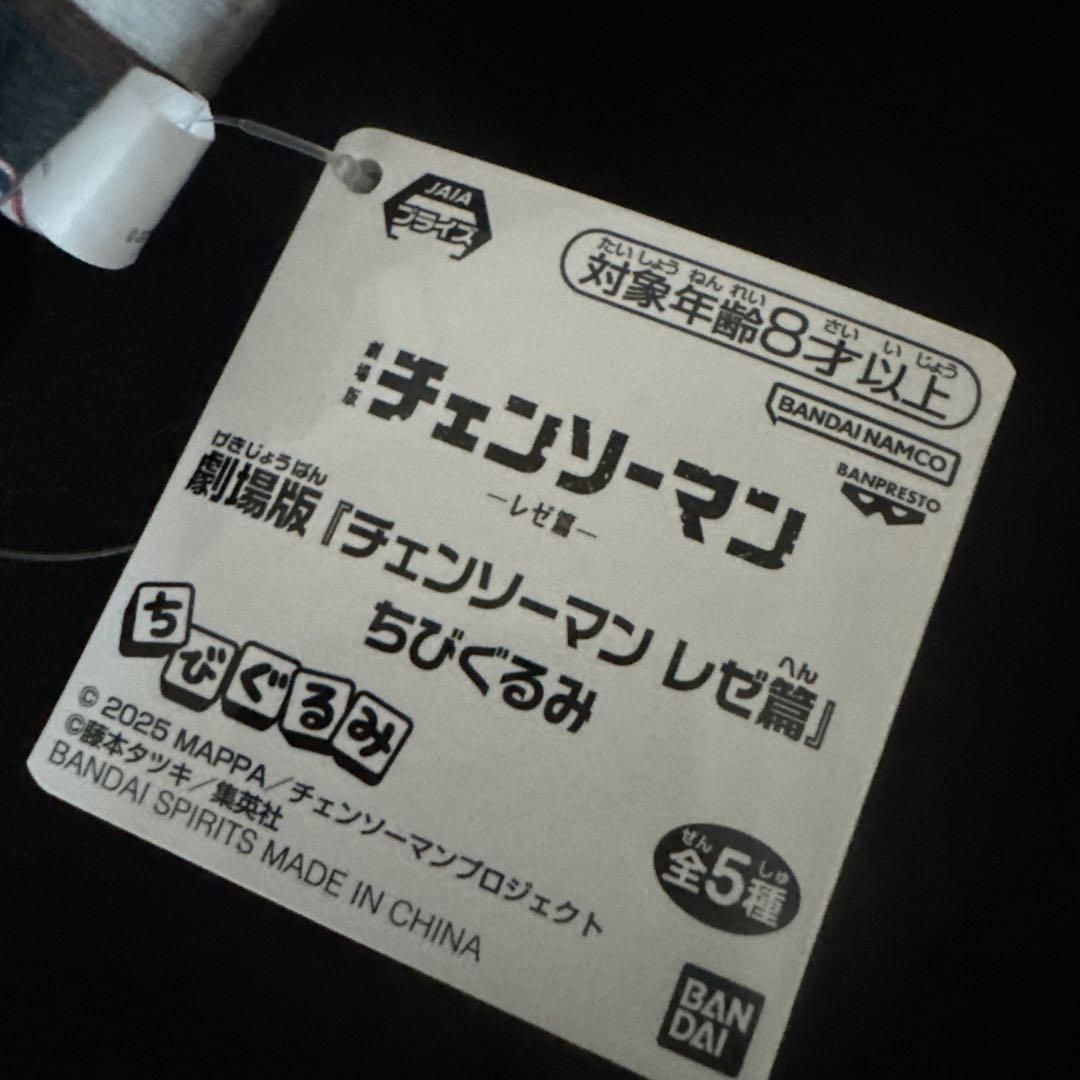 JAIA
プライズ
たいしょう ねん れい さい い じょう
対象年齢8才以上
BANDAI NAMCO
BANPRESTO
劇場版
チェンソーマン
―レゼ篇―
げきじょうばん へん
劇場版『チェンソーマン レゼ篇』
ちびぐるみ
ちびぐるみ
© 2025 MAPPA／チェンソーマンプロジェクト
©藤本タツキ／集英社
BANDAI SPIRITS MADE IN CHINA
せん しゅ
全5種
BAN
DAI